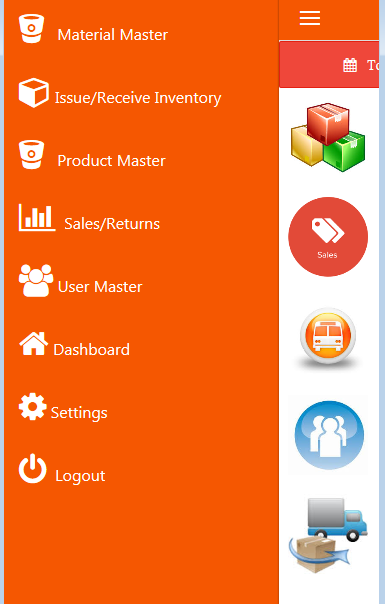 Material Master
Issue/Receive Inventory
Product Master
Sales/Returns
User Master
Dashboard
Settings
Logout
Sales